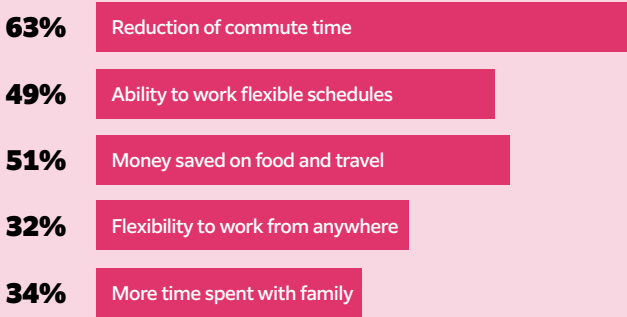 63% Reduction of commute time
49% Ability to work flexible schedules
51% Money saved on food and travel
32% Flexibility to work from anywhere
34% More time spent with family